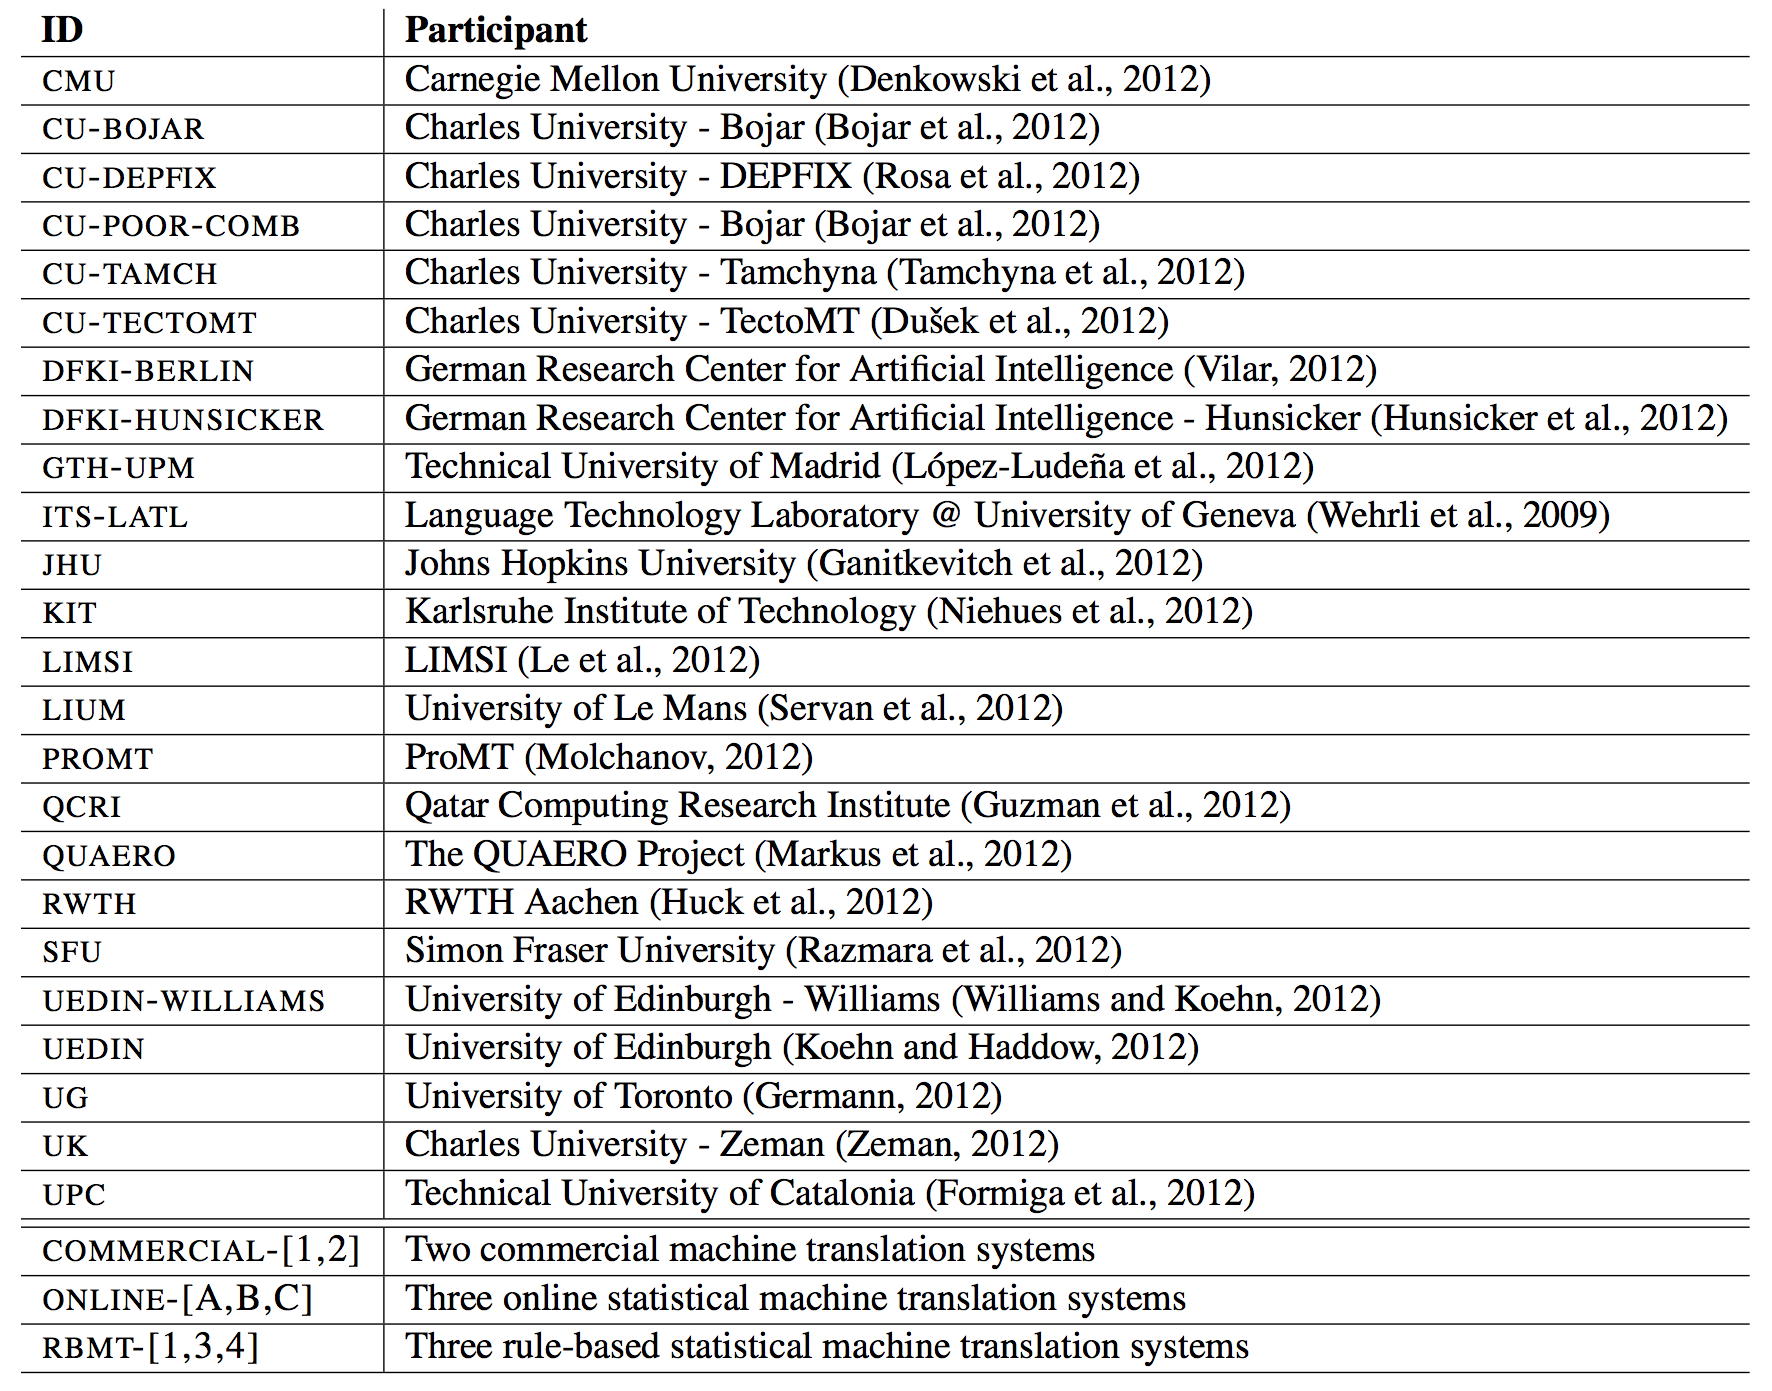 ID Participant
CMU Carnegie Mellon University (Denkowski et al., 2012)
CU-BOJAR Charles University - Bojar (Bojar et al., 2012)
CU-DEPFIX Charles University - DEPFIX (Rosa et al., 2012)
CU-POOR-COMB Charles University - Bojar (Bojar et al., 2012)
CU-TAMCH Charles University - Tamchyna (Tamchyna et al., 2012)
CU-TECTOMT Charles University - TectoMT (Dušek et al., 2012)
DFKI-BERLIN German Research Center for Artificial Intelligence (Vilar, 2012)
DFKI-HUNSICKER German Research Center for Artificial Intelligence - Hunsicker (Hunsicker et al., 2012)
GTH-UPM Technical University of Madrid (López-Ludeña et al., 2012)
ITS-LATL Language Technology Laboratory @ University of Geneva (Wehrli et al., 2009)
JHU Johns Hopkins University (Ganitkevitch et al., 2012)
KIT Karlsruhe Institute of Technology (Niehues et al., 2012)
LIMSI LIMSI (Le et al., 2012)
LIUM University of Le Mans (Servan et al., 2012)
PROMT ProMT (Molchanov, 2012)
QCRI Qatar Computing Research Institute (Guzman et al., 2012)
QUAERO The QUAERO Project (Markus et al., 2012)
RWTH RWTH Aachen (Huck et al., 2012)
SFU Simon Fraser University (Razmara et al., 2012)
UEDIN-WILLIAMS University of Edinburgh - Williams (Williams and Koehn, 2012)
UEDIN University of Edinburgh (Koehn and Haddow, 2012)
UG University of Toronto (Germann, 2012)
UK Charles University - Zeman (Zeman, 2012)
UPC Technical University of Catalonia (Formiga et al., 2012)
COMMERCIAL-[1,2] Two commercial machine translation systems
ONLINE-[A,B,C] Three online statistical machine translation systems
RBMT-[1,3,4] Three rule-based statistical machine translation systems